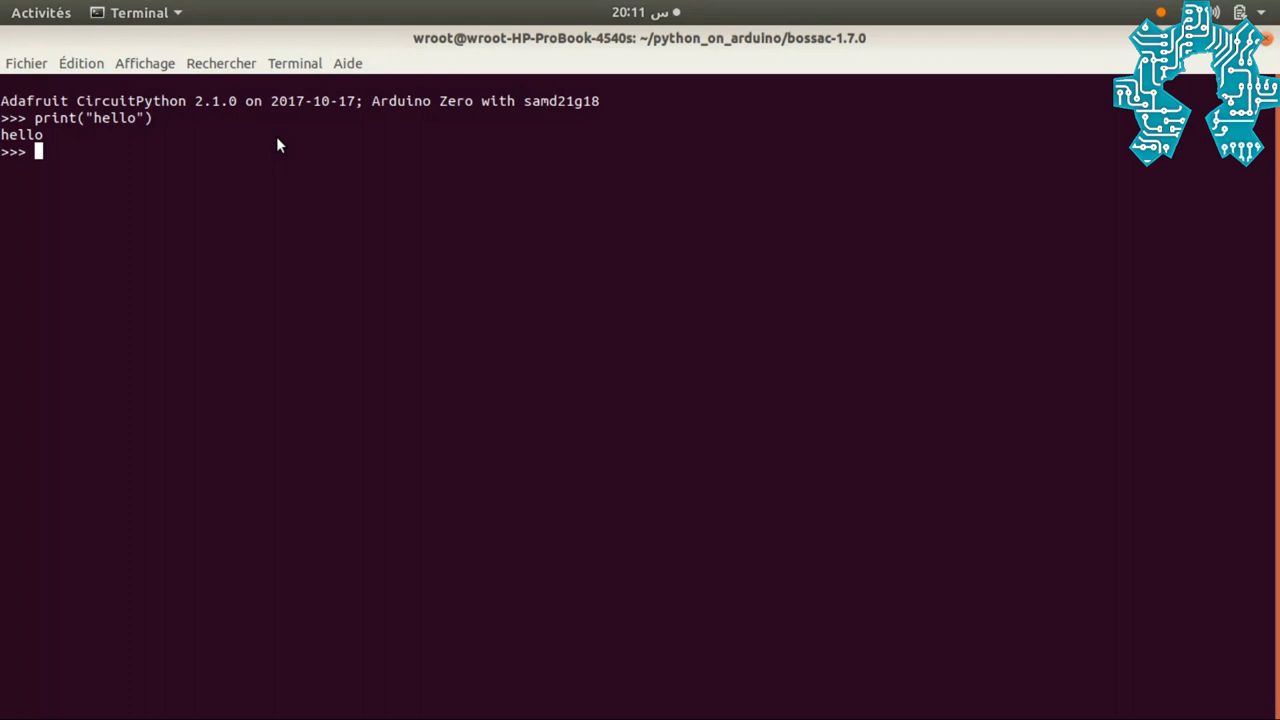 Activités Terminal س 20:11
wroot@wroot-HP-ProBook-4540s: ~/python_on_arduino/bossac-1.7.0
Fichier Édition Affichage Rechercher Terminal Aide
Adafruit CircuitPython 2.1.0 on 2017-10-17; Arduino Zero with samd21g18
>>> print("hello")
hello
>>>